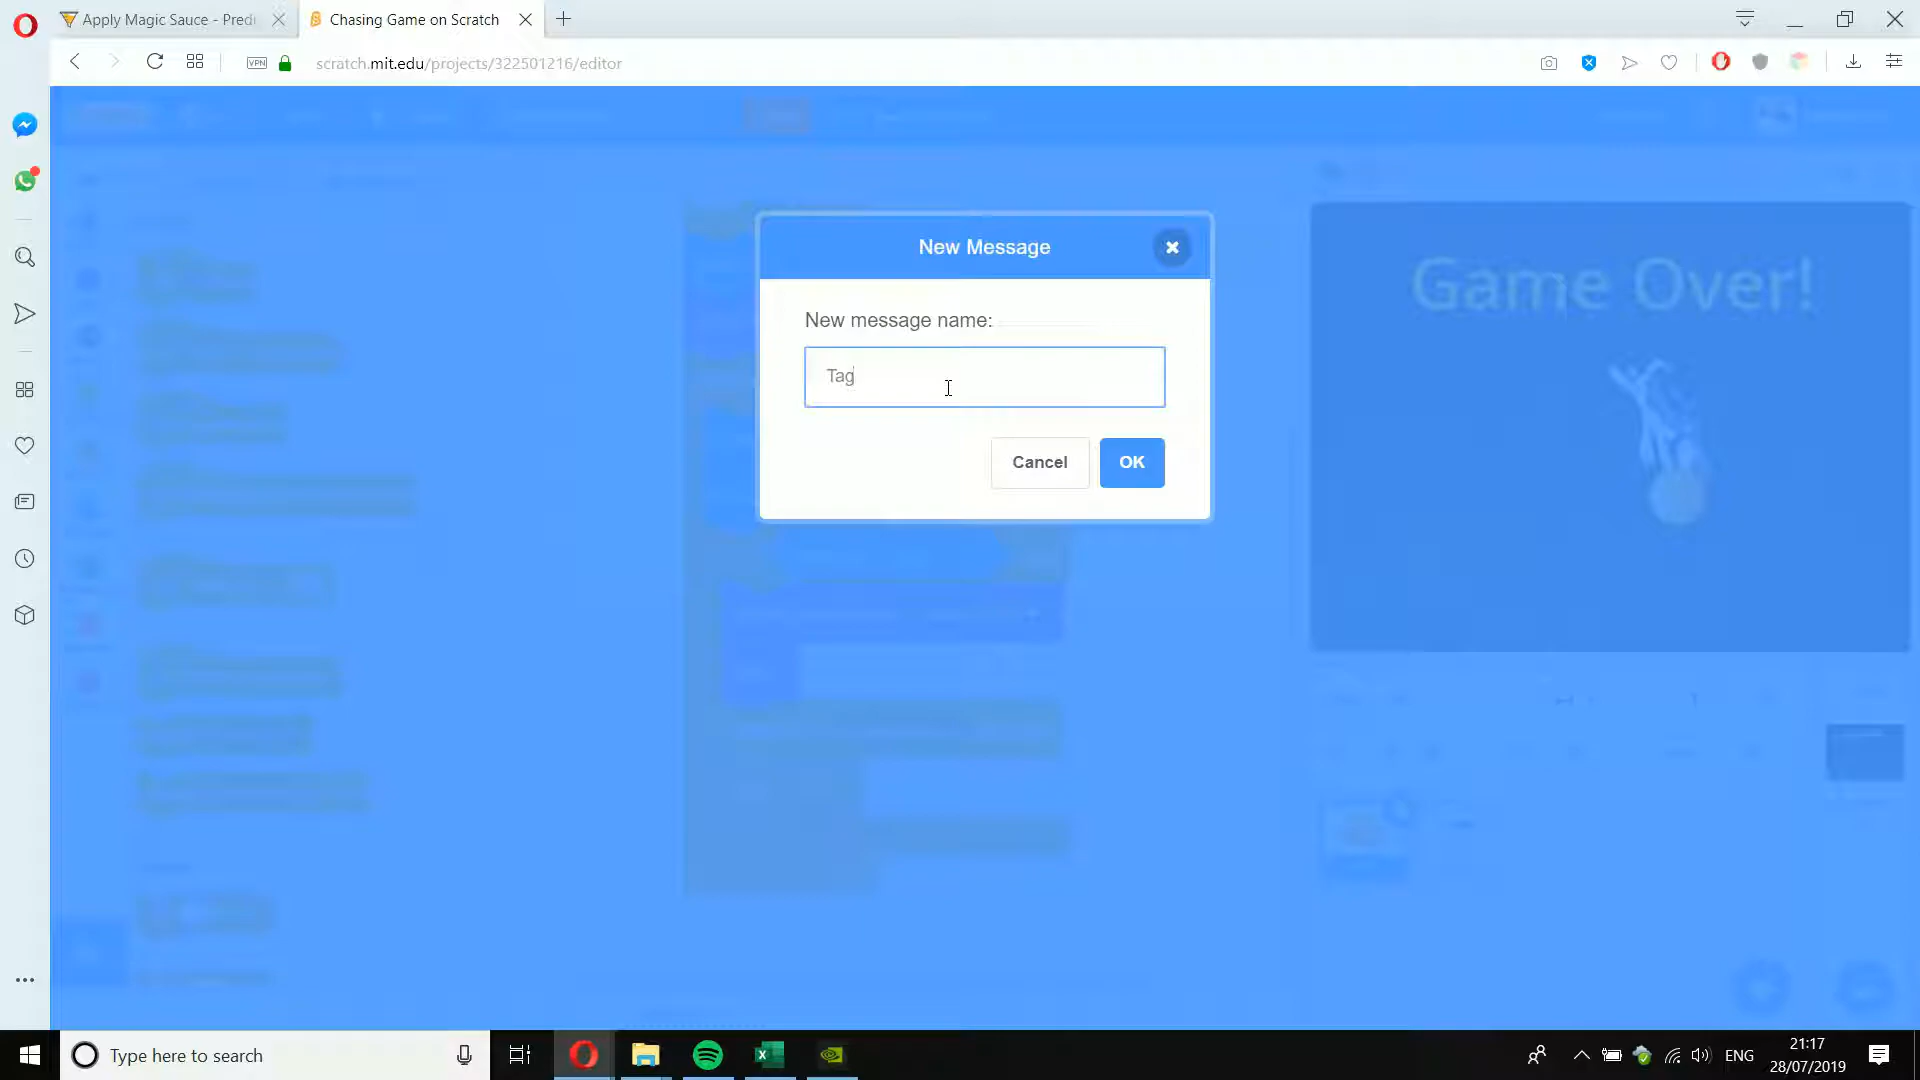 Apply Magic Sauce - Predi
Chasing Game on Scratch
VPN
scratch.mit.edu/projects/322501216/editor
New Message
New message name:
Tag
Cancel
OK
Game Over!
Type here to search
ENG
21:17
28/07/2019